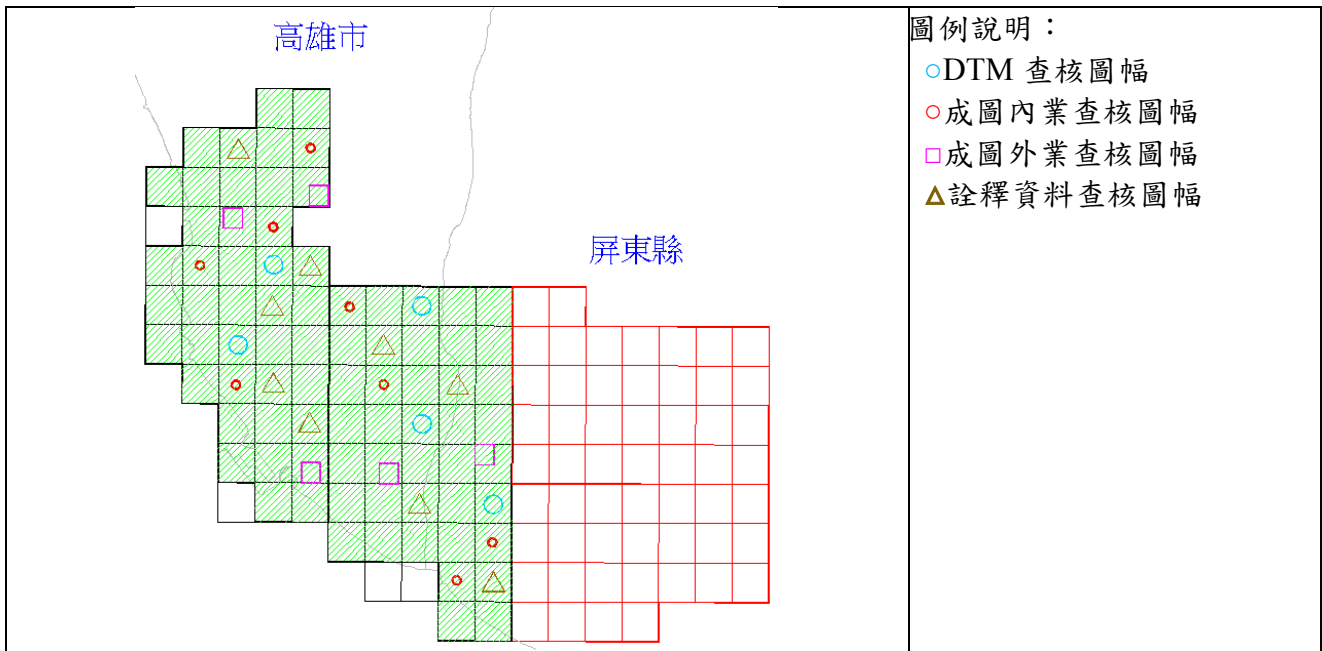 高雄市
屏東縣
圖例說明：
○DTM 查核圖幅
○成圖內業查核圖幅
□成圖外業查核圖幅
△詮釋資料查核圖幅